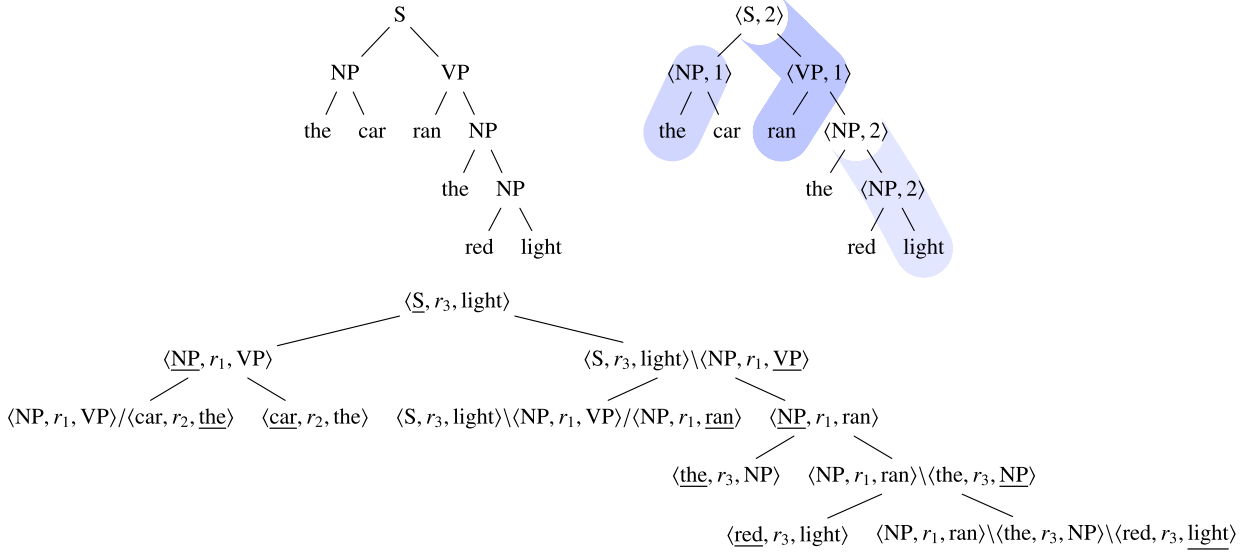 S ⟨S, 2⟩
NP VP ⟨NP, 1⟩ ⟨VP, 1⟩
the car ran NP the car ran ⟨NP, 2⟩
the NP the ⟨NP, 2⟩
red light red light
⟨S, r₃, light⟩
⟨NP, r₁, VP⟩ ⟨S, r₃, light⟩\⟨NP, r₁, VP⟩
⟨NP, r₁, VP⟩/⟨car, r₂, the⟩ ⟨car, r₂, the⟩ ⟨S, r₃, light⟩\⟨NP, r₁, VP⟩/⟨NP, r₁, ran⟩ ⟨NP, r₁, ran⟩
⟨the, r₃, NP⟩ ⟨NP, r₁, ran⟩\⟨the, r₃, NP⟩
⟨red, r₃, light⟩ ⟨NP, r₁, ran⟩\⟨the, r₃, NP⟩\⟨red, r₃, light⟩